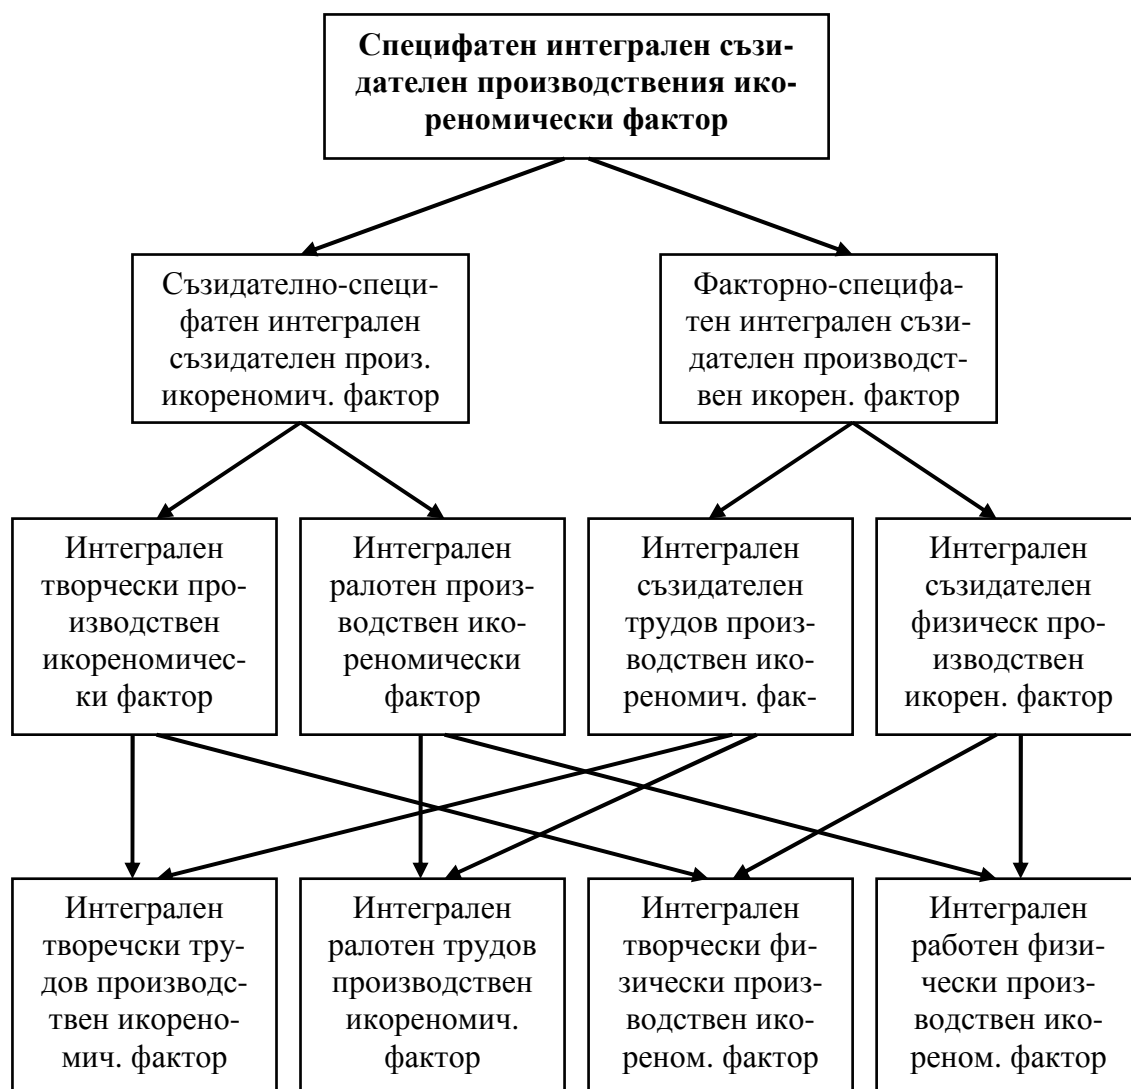 Специфатен интегрален съзи-
дателен производствения ико-
реномически фактор
Съзидателно-специ-
фатен интегрален
съзидателен произ.
икореномич. фактор
Факторно-специфа-
тен интегрален съзи-
дателен производст-
вен икорен. фактор
Интегрален
творчески про-
изводствен
икореномичес-
ки фактор
Интегрален
ралотен произ-
водствен ико-
реномически
фактор
Интегрален
съзидателен
трудов произ-
водствен ико-
реномич. фак-
Интегрален
съзидателен
физическ про-
изводствен
икорен. фактор
Интегрален
творечски тру-
дов производс-
твен икорено-
мич. фактор
Интегрален
ралотен трудов
производствен
икореномич.
фактор
Интегрален
творчески фи-
зически произ-
водствен ико-
реном. фактор
Интегрален
работен физи-
чески произ-
водствен ико-
реном. фактор